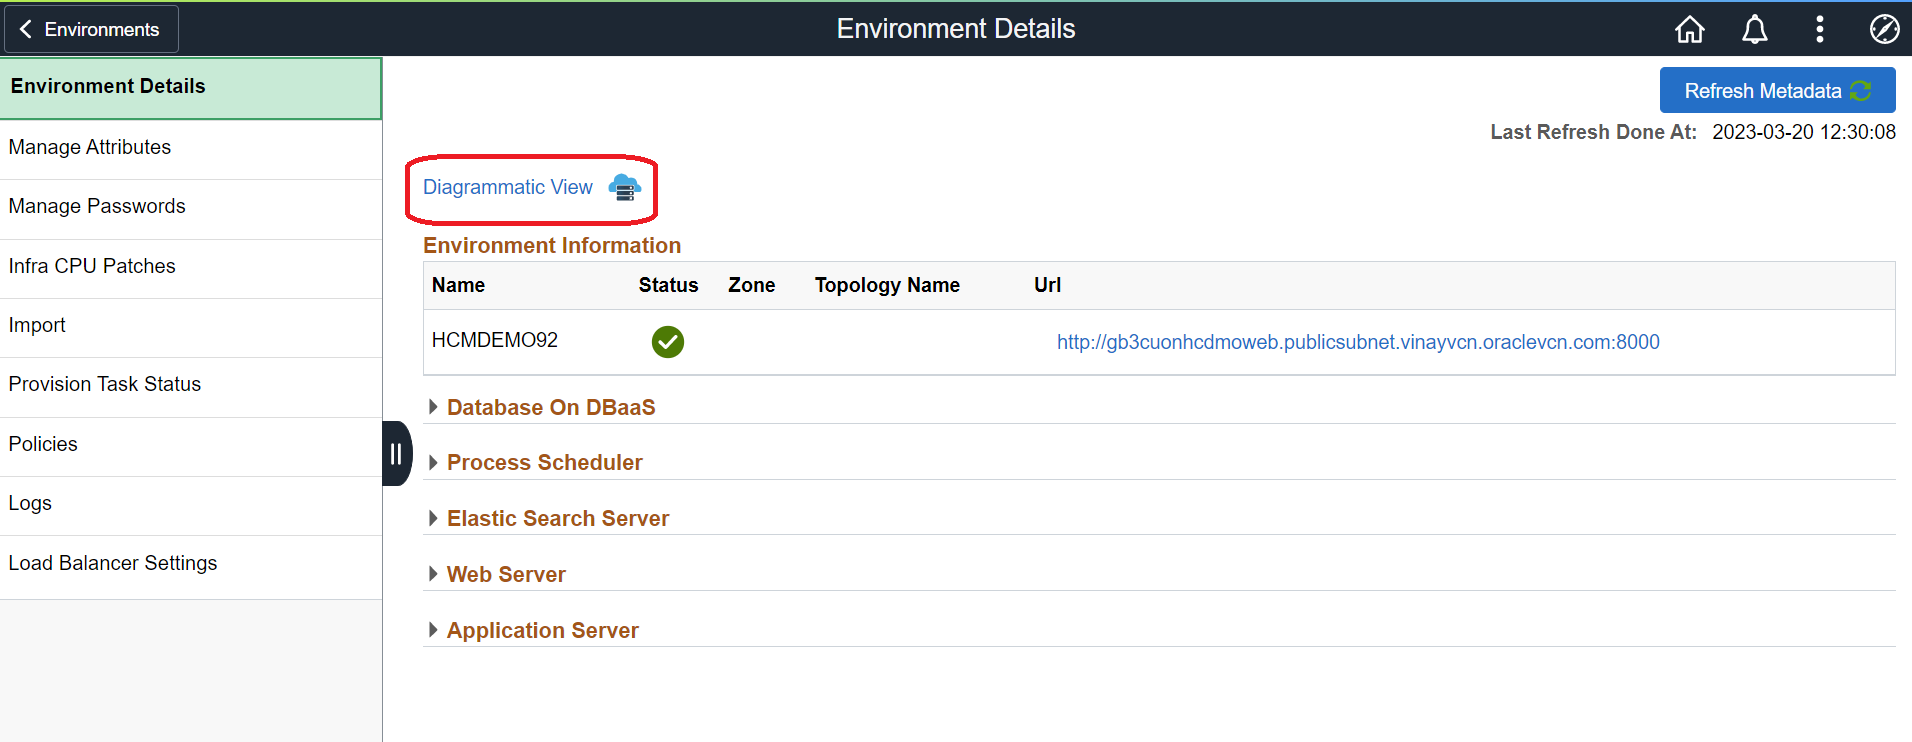 Environments
Environment Details
Environment Details
Manage Attributes
Manage Passwords
Infra CPU Patches
Import
Provision Task Status
Policies
Logs
Load Balancer Settings
Refresh Metadata
Last Refresh Done At: 2023-03-20 12:30:08
Diagrammatic View
Environment Information
Name Status Zone Topology Name Url
HCMDEMO92 http://gb3cuonhcdmoweb.publicsubnet.vinayvcn.oraclevcn.com:8000
Database On DBaaS
Process Scheduler
Elastic Search Server
Web Server
Application Server